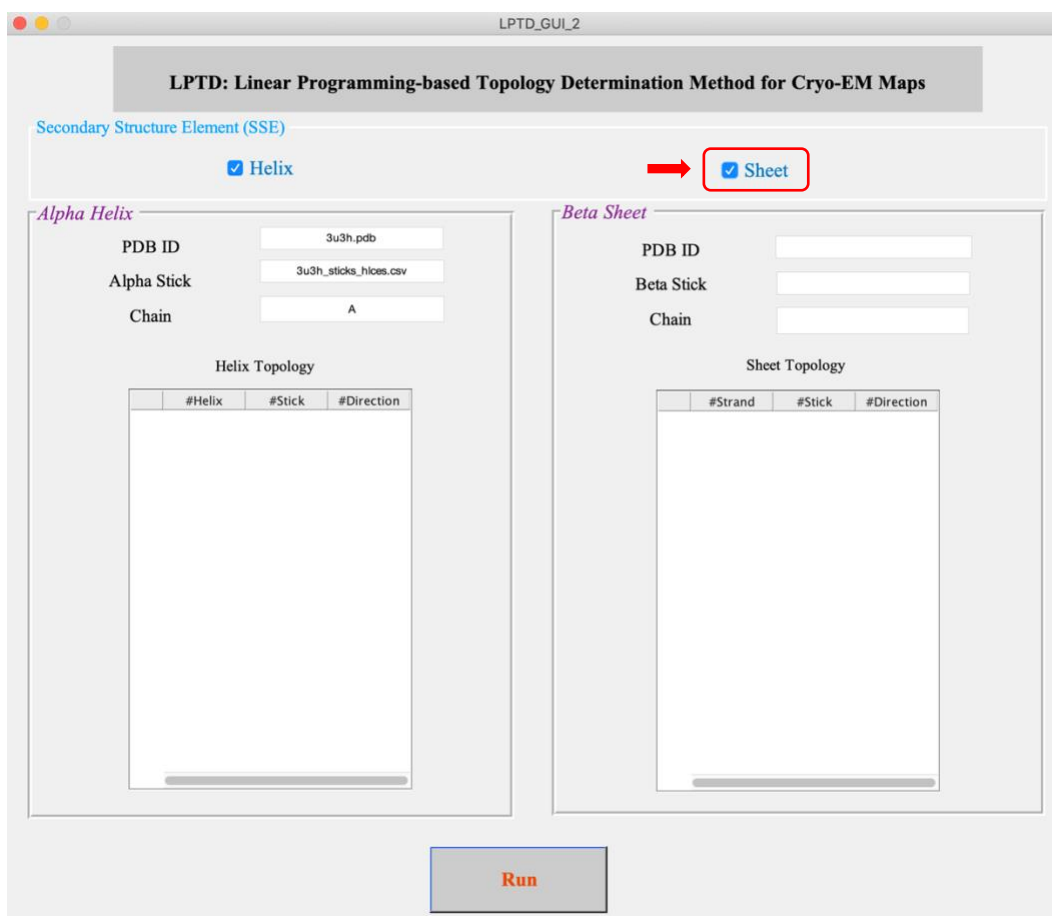 LPTD_GUI_2
LPTD: Linear Programming-based Topology Determination Method for Cryo-EM Maps
Secondary Structure Element (SSE)
Helix
Sheet
Alpha Helix
PDB ID
3u3h.pdb
Alpha Stick
3u3h_sticks_hlces.csv
Chain
A
Helix Topology
#Helix #Stick #Direction
Beta Sheet
PDB ID
Beta Stick
Chain
Sheet Topology
#Strand #Stick #Direction
Run